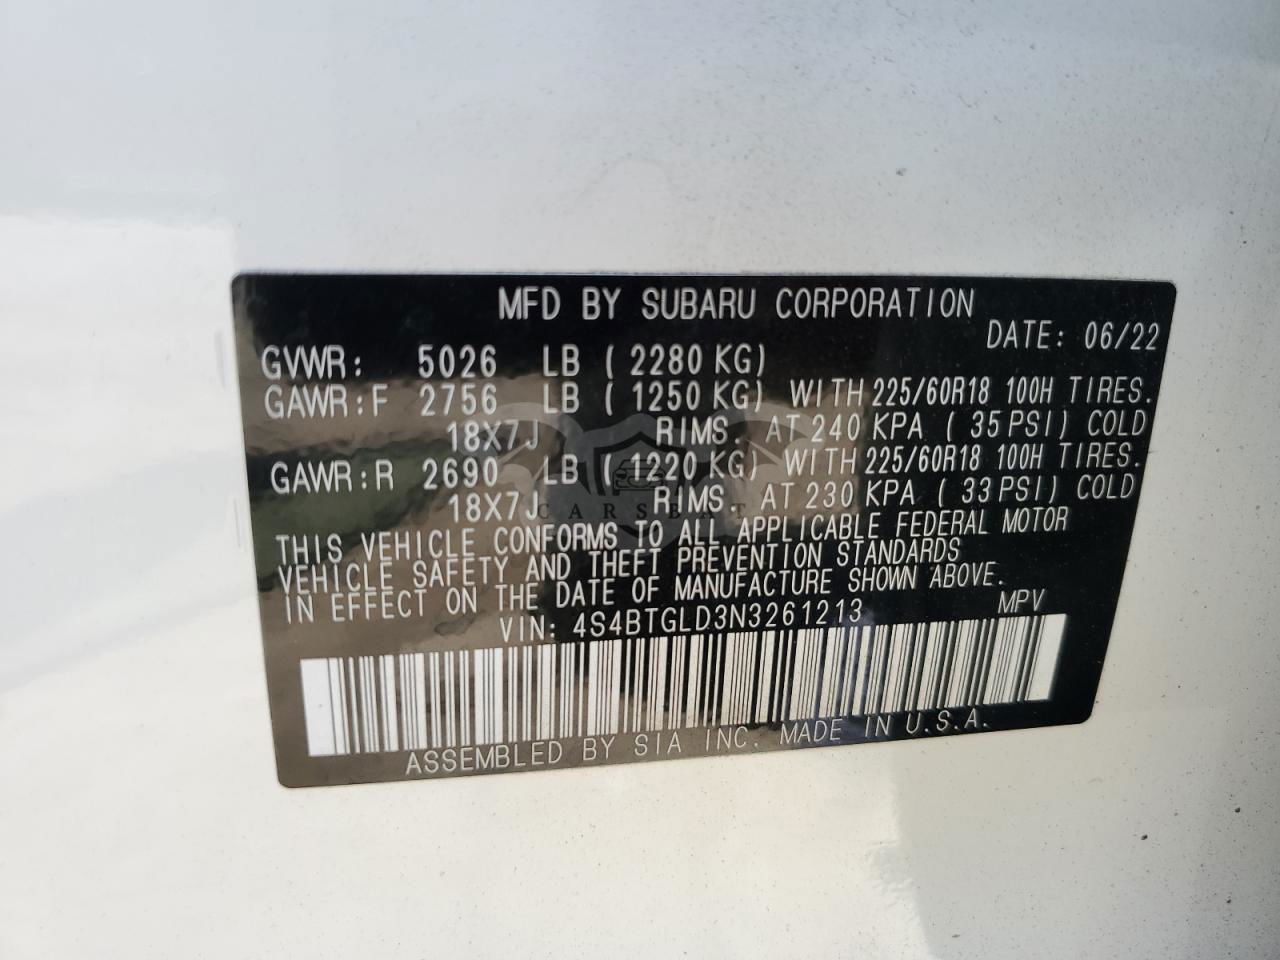 MFD BY SUBARU CORPORATION
DATE: 06/22
GVWR: 5026 LB ( 2280 KG)
GAWR:F 2756 LB ( 1250 KG) WITH 225/60R18 100H TIRES.
18X7J RIMS. AT 240 KPA ( 35 PSI) COLD
GAWR:R 2690 LB ( 1220 KG) WITH 225/60R18 100H TIRES.
18X7J RIMS. AT 230 KPA ( 33 PSI) COLD
CARSBAT
THIS VEHICLE CONFORMS TO ALL APPLICABLE FEDERAL MOTOR
VEHICLE SAFETY AND THEFT PREVENTION STANDARDS
IN EFFECT ON THE DATE OF MANUFACTURE SHOWN ABOVE.
VIN: 4S4BTGLD3N3261213 MPV
ASSEMBLED BY SIA INC. MADE IN U.S.A.